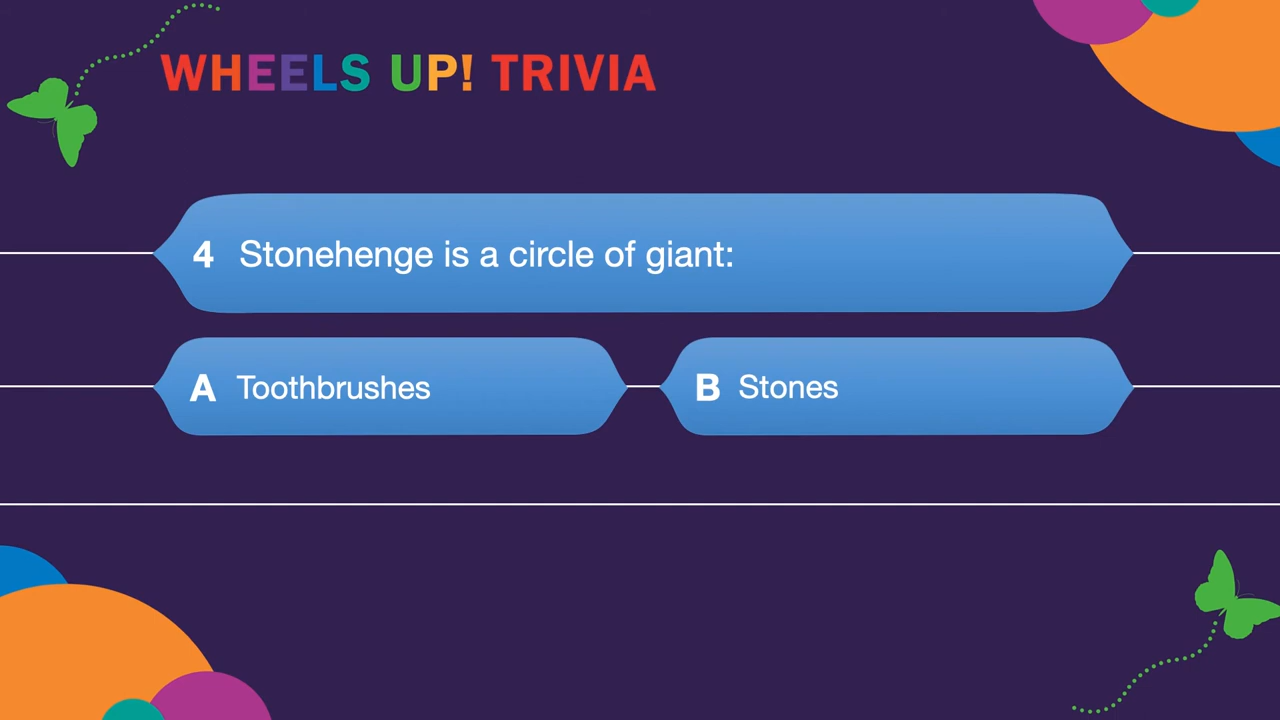 WHEELS UP! TRIVIA
4 Stonehenge is a circle of giant:
A Toothbrushes
B Stones